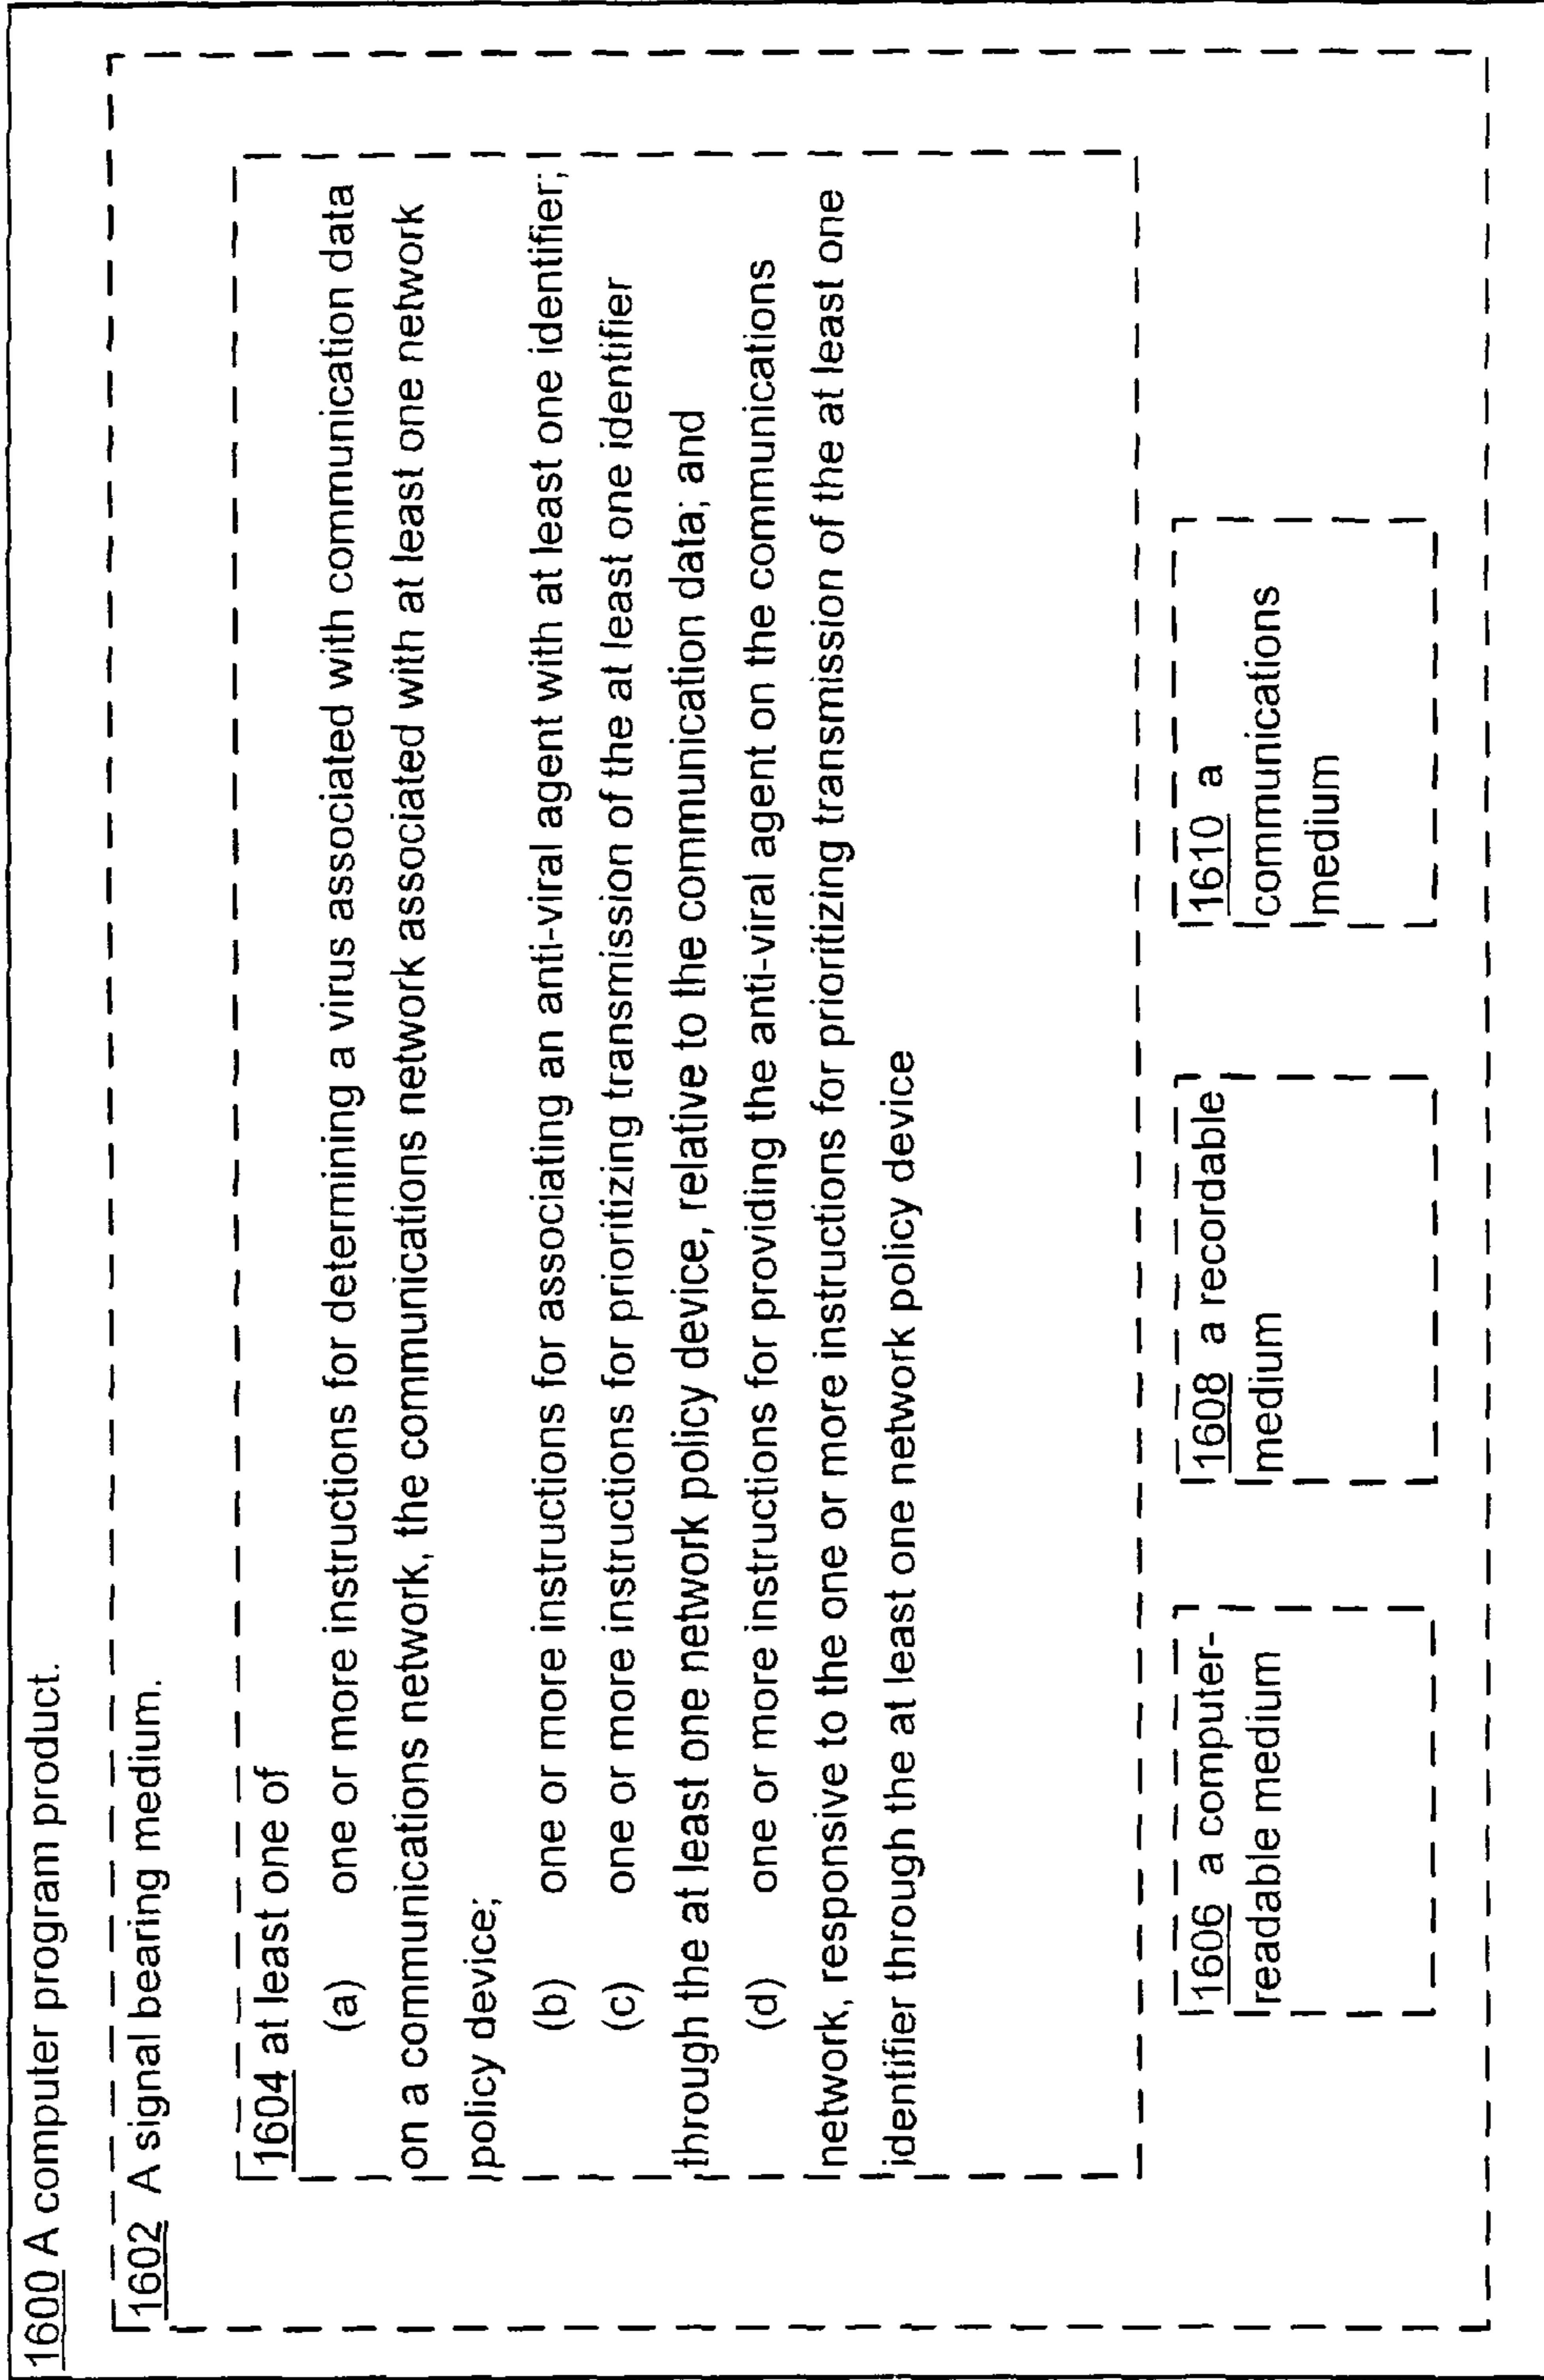 1600 A computer program product.
1602 A signal bearing medium.
1604 at least one of
(a) one or more instructions for determining a virus associated with communication data
on a communications network, the communications network associated with at least one network
policy device;
(b) one or more instructions for associating an anti-viral agent with at least one identifier;
(c) one or more instructions for prioritizing transmission of the at least one identifier
through the at least one network policy device, relative to the communication data; and
(d) one or more instructions for providing the anti-viral agent on the communications
network, responsive to the one or more instructions for prioritizing transmission of the at least one
identifier through the at least one network policy device
1606 a computer-
readable medium
1608 a recordable
medium
1610 a
communications
medium